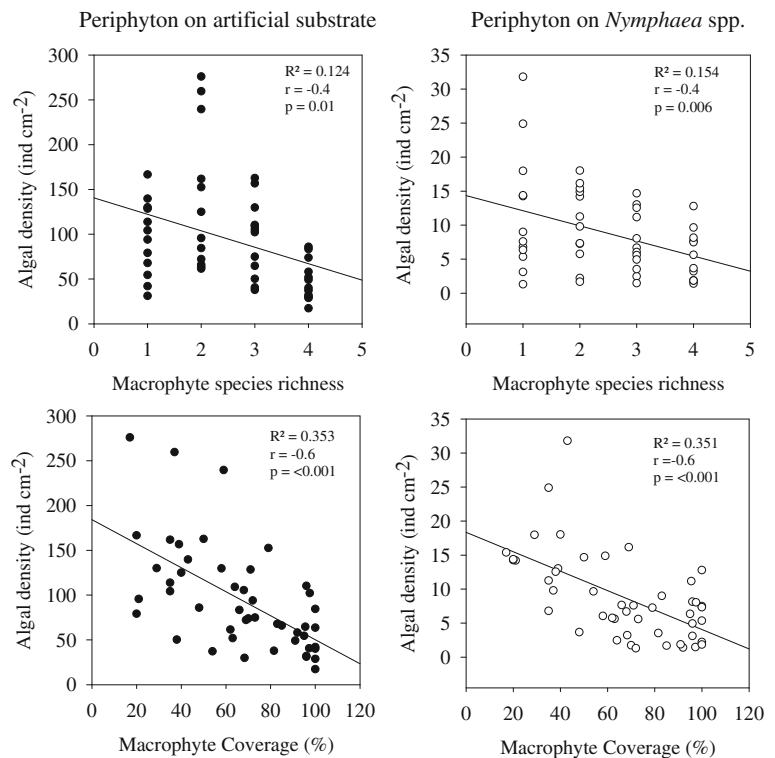 Periphyton on artificial substrate
Periphyton on Nymphaea spp.
Algal density (ind cm-2)
300
250
200
150
100
50
0
R² = 0.124
r = -0.4
p = 0.01
0 1 2 3 4 5
Macrophyte species richness
Algal density (ind cm-2)
35
30
25
20
15
10
5
0
R² = 0.154
r = -0.4
p = 0.006
0 1 2 3 4 5
Macrophyte species richness
Algal density (ind cm-2)
300
250
200
150
100
50
0
R² = 0.353
r = -0.6
p = <0.001
0 20 40 60 80 100 120
Macrophyte Coverage (%)
Algal density (ind cm-2)
35
30
25
20
15
10
5
0
R² = 0.351
r =-0.6
p = <0.001
0 20 40 60 80 100 120
Macrophyte Coverage (%)